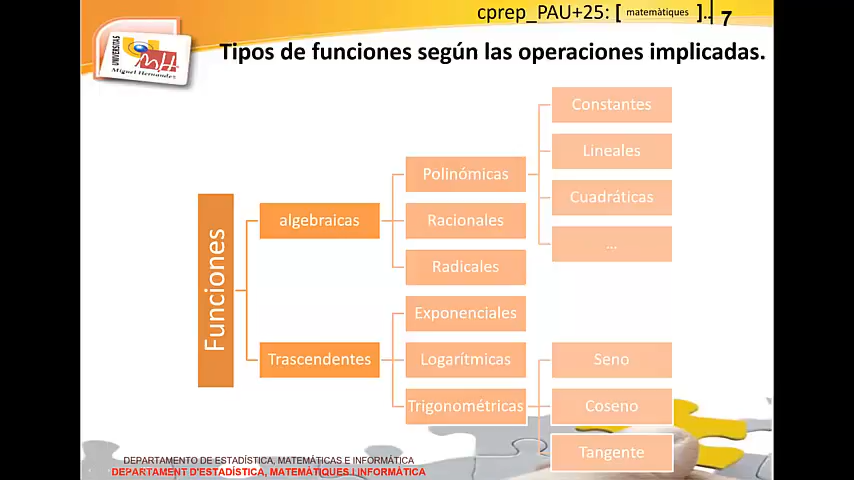 cprep_PAU+25: [ matemàtiques ]..| 7
UNIVERSITAS
Miguel Hernández
Tipos de funciones según las operaciones implicadas.
Funciones
algebraicas
Polinómicas
Constantes
Lineales
Cuadráticas
...
Racionales
Radicales
Trascendentes
Exponenciales
Logarítmicas
Trigonométricas
Seno
Coseno
Tangente
DEPARTAMENTO DE ESTADÍSTICA, MATEMÁTICAS E INFORMÁTICA
DEPARTAMENT D'ESTADÍSTICA, MATEMÀTIQUES I INFORMÀTICA